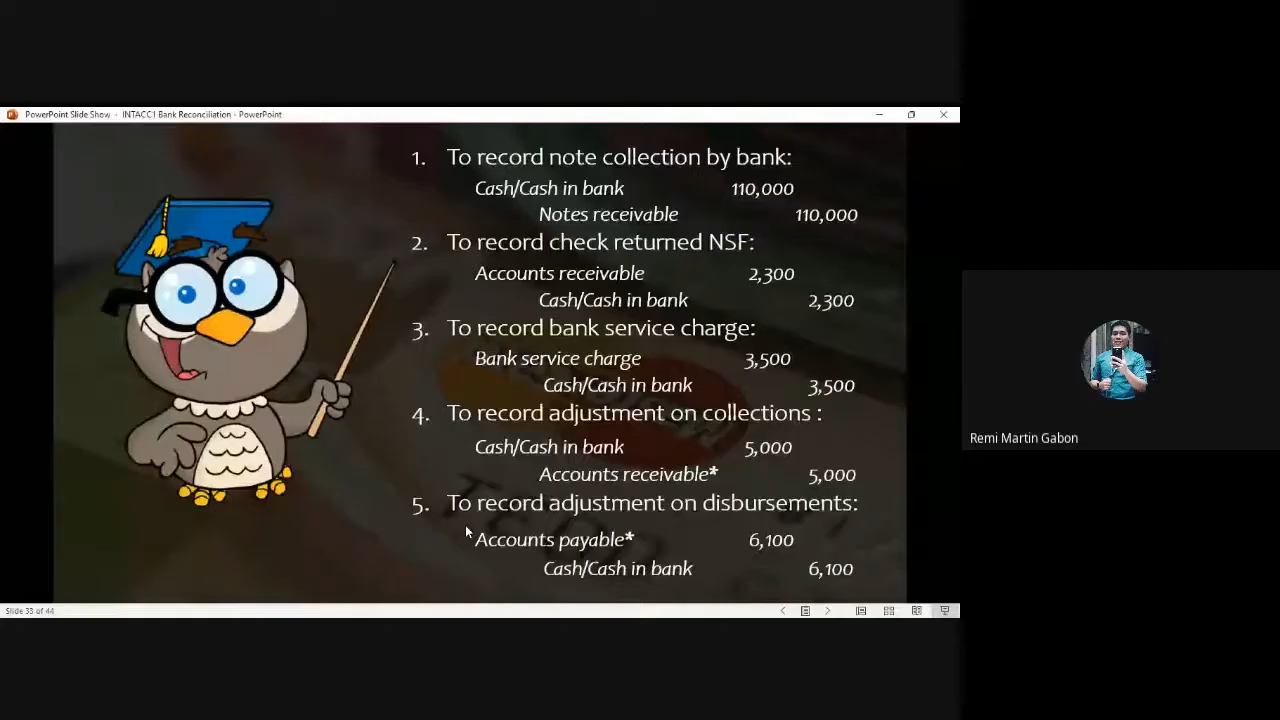 PowerPoint Slide Show - INTACC1 Bank Reconciliation - PowerPoint
1. To record note collection by bank:
Cash/Cash in bank 110,000
Notes receivable 110,000
2. To record check returned NSF:
Accounts receivable 2,300
Cash/Cash in bank 2,300
3. To record bank service charge:
Bank service charge 3,500
Cash/Cash in bank 3,500
4. To record adjustment on collections :
Cash/Cash in bank 5,000
Accounts receivable* 5,000
5. To record adjustment on disbursements:
Accounts payable* 6,100
Cash/Cash in bank 6,100
Slide 33 of 44
Remi Martin Gabon